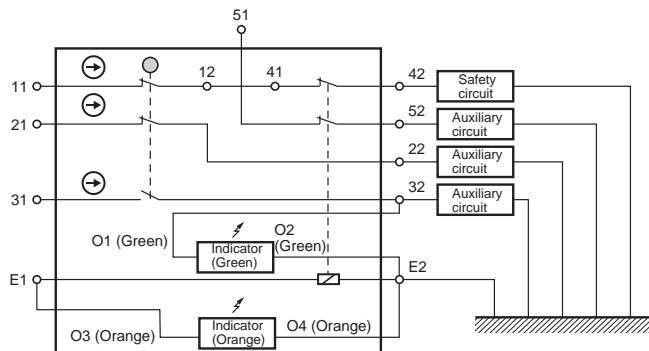 51
11
12
41
42
Safety
circuit
21
52
Auxiliary
circuit
22
Auxiliary
circuit
31
32
Auxiliary
circuit
O1 (Green)
O2
(Green)
Indicator
(Green)
E1
E2
O3 (Orange)
Indicator
(Orange)
O4 (Orange)